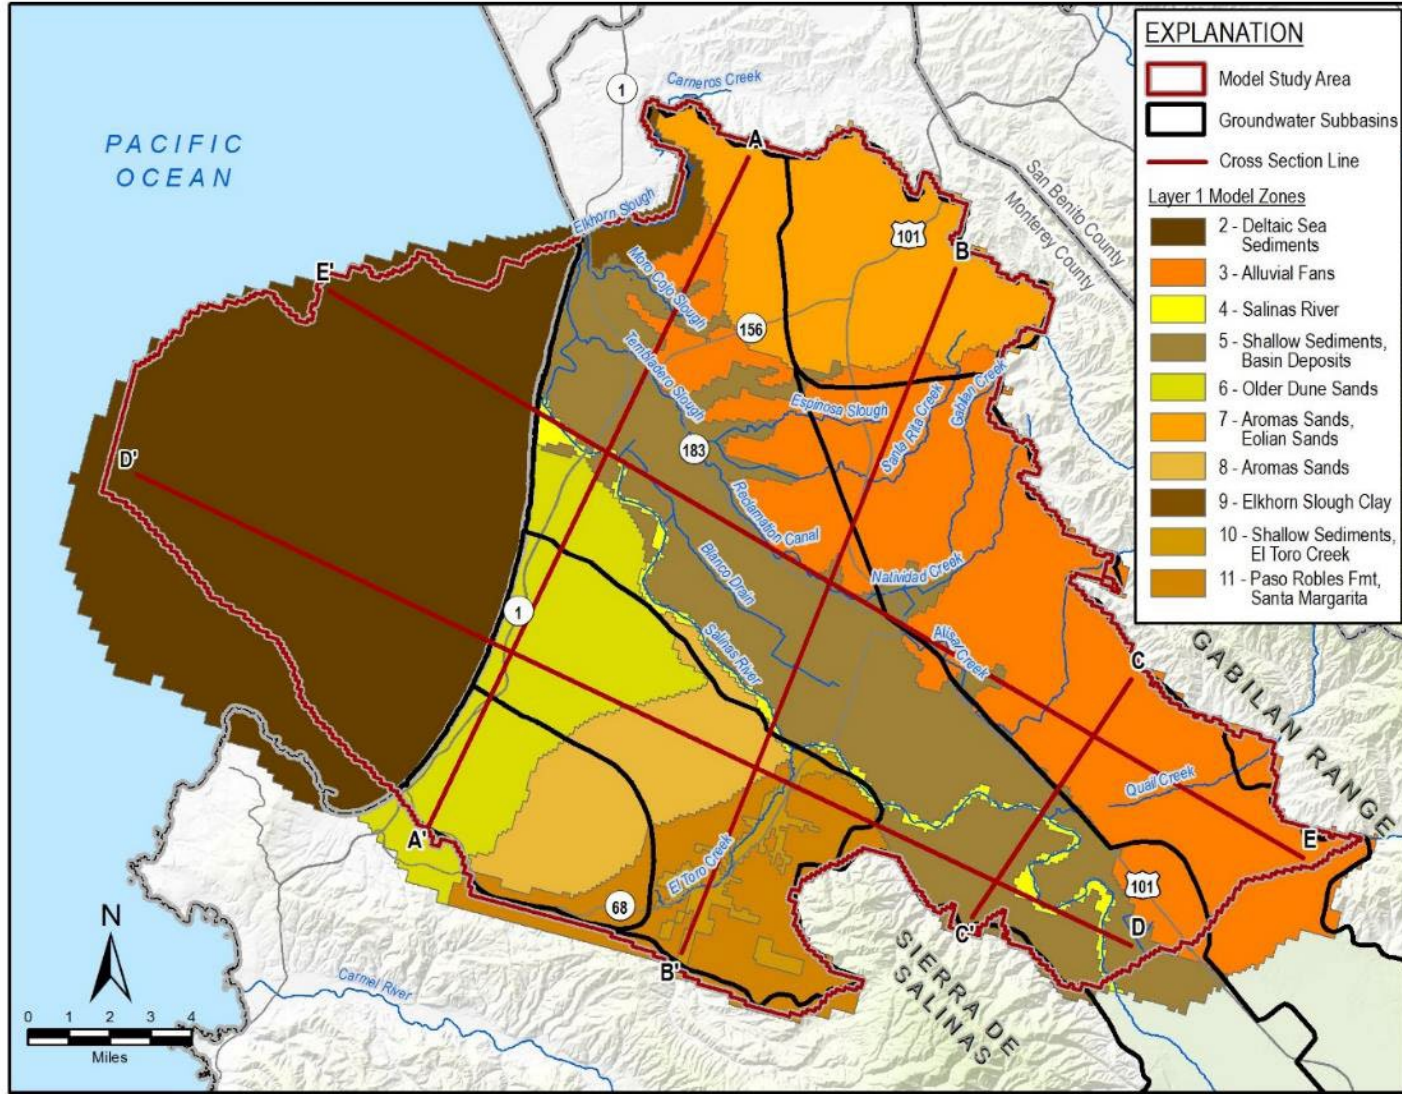 EXPLANATION
Model Study Area
Groundwater Subbasins
Cross Section Line
Layer 1 Model Zones
2 - Deltaic Sea
Sediments
3 - Alluvial Fans
4 - Salinas River
5 - Shallow Sediments,
Basin Deposits
6 - Older Dune Sands
7 - Aromas Sands,
Eolian Sands
8 - Aromas Sands
9 - Elkhorn Slough Clay
10 - Shallow Sediments,
El Toro Creek
11 - Paso Robles Fmt,
Santa Margarita
PACIFIC
OCEAN
Carneros Creek
1
A
San Benito County
Monterey County
Elkhorn Slough
101
B
E'
Moro Cojo Slough
156
Tembladero Slough
Espinosa Slough
Santa Rita Creek
Gabilan Creek
D'
183
Reclamation Canal
Natividad Creek
Blanco Drain
1
Salinas River
Alisal Creek
C
GABILAN RANGE
Quail Creek
A'
E
El Toro Creek
101
68
D
C'
B'
SIERRA DE
SALINAS
N
Carmel River
0 1 2 3 4
Miles